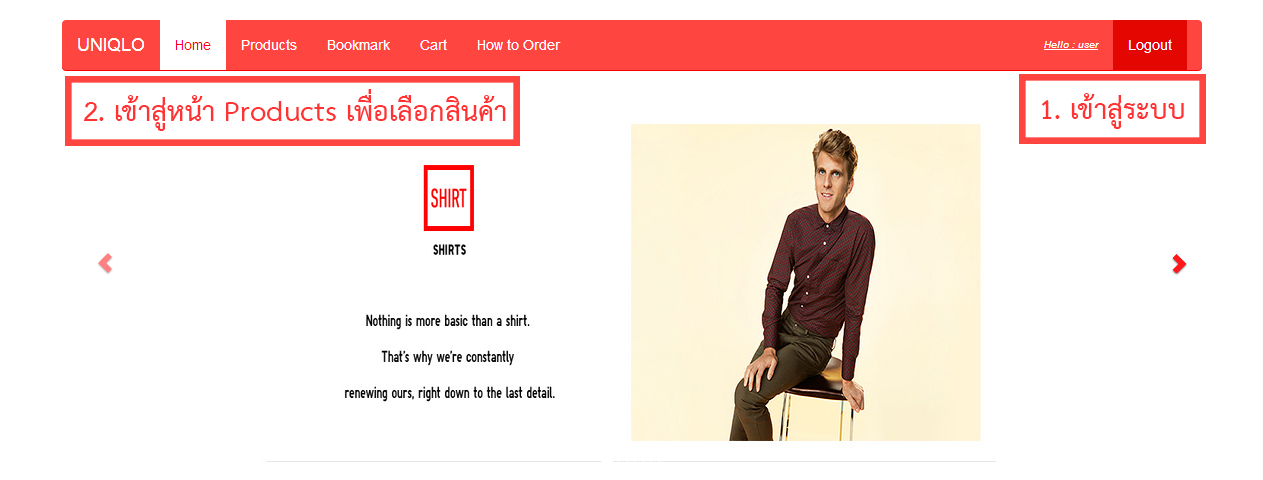 UNIQLO Home Products Bookmark Cart How to Order Hello : user Logout
2. เข้าสู่หน้า Products เพื่อเลือกสินค้า
1. เข้าสู่ระบบ
SHIRT
SHIRTS
Nothing is more basic than a shirt.
That's why we're constantly
renewing ours, right down to the last detail.